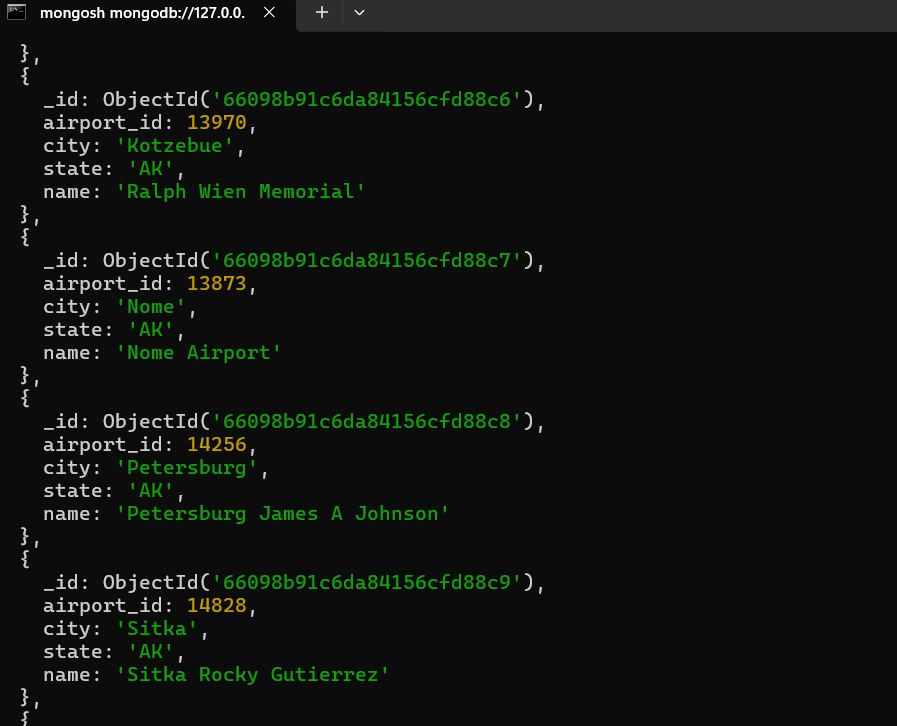 mongosh mongodb://127.0.0.
},
{
_id: ObjectId('66098b91c6da84156cfd88c6'),
airport_id: 13970,
city: 'Kotzebue',
state: 'AK',
name: 'Ralph Wien Memorial'
},
{
_id: ObjectId('66098b91c6da84156cfd88c7'),
airport_id: 13873,
city: 'Nome',
state: 'AK',
name: 'Nome Airport'
},
{
_id: ObjectId('66098b91c6da84156cfd88c8'),
airport_id: 14256,
city: 'Petersburg',
state: 'AK',
name: 'Petersburg James A Johnson'
},
{
_id: ObjectId('66098b91c6da84156cfd88c9'),
airport_id: 14828,
city: 'Sitka',
state: 'AK',
name: 'Sitka Rocky Gutierrez'
},
{